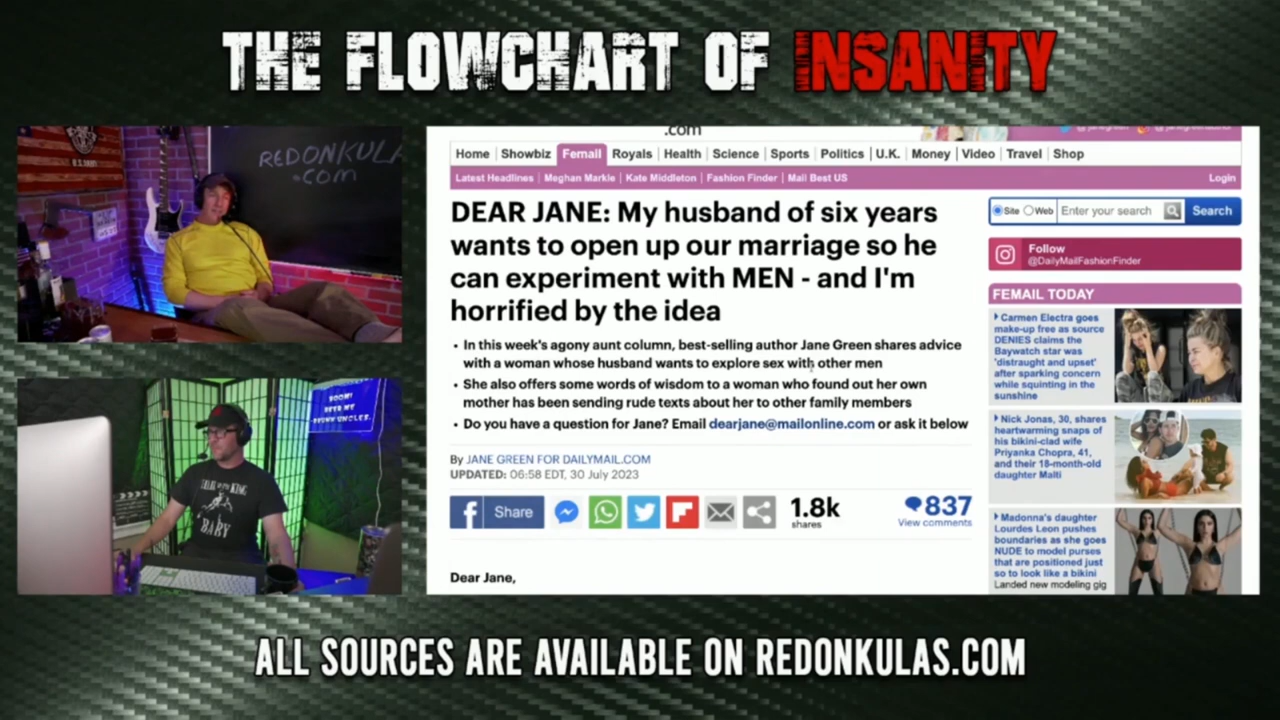 THE FLOWCHART OF INSANITY
U.S. ARMY
REDONKULA
.COM
.com
Home Showbiz Femail Royals Health Science Sports Politics U.K. Money Video Travel Shop
Latest Headlines Meghan Markle Kate Middleton Fashion Finder Mail Best US
Login
DEAR JANE: My husband of six years
wants to open up our marriage so he
can experiment with MEN - and I'm
horrified by the idea
• In this week's agony aunt column, best-selling author Jane Green shares advice
with a woman whose husband wants to explore sex with other men
• She also offers some words of wisdom to a woman who found out her own
mother has been sending rude texts about her to other family members
• Do you have a question for Jane? Email dearjane@mailonline.com or ask it below
By JANE GREEN FOR DAILYMAIL.COM
UPDATED: 06:58 EDT, 30 July 2023
Share
1.8k
shares
837
View comments
Dear Jane,
Site Web Enter your search Search
Follow
@DailyMailFashionFinder
FEMAIL TODAY
Carmen Electra goes
make-up free as source
DENIES claims the
Baywatch star was
'distraught and upset'
after sparking concern
while squinting in the
sunshine
Nick Jonas, 30, shares
heartwarming snaps of
his bikini-clad wife
Priyanka Chopra, 41,
and their 18-month-old
daughter Malti
Madonna's daughter
Lourdes Leon pushes
boundaries as she goes
NUDE to model purses
that are positioned just
so to look like a bikini
Landed new modeling gig
KING
BABY
ALL SOURCES ARE AVAILABLE ON REDONKULAS.COM